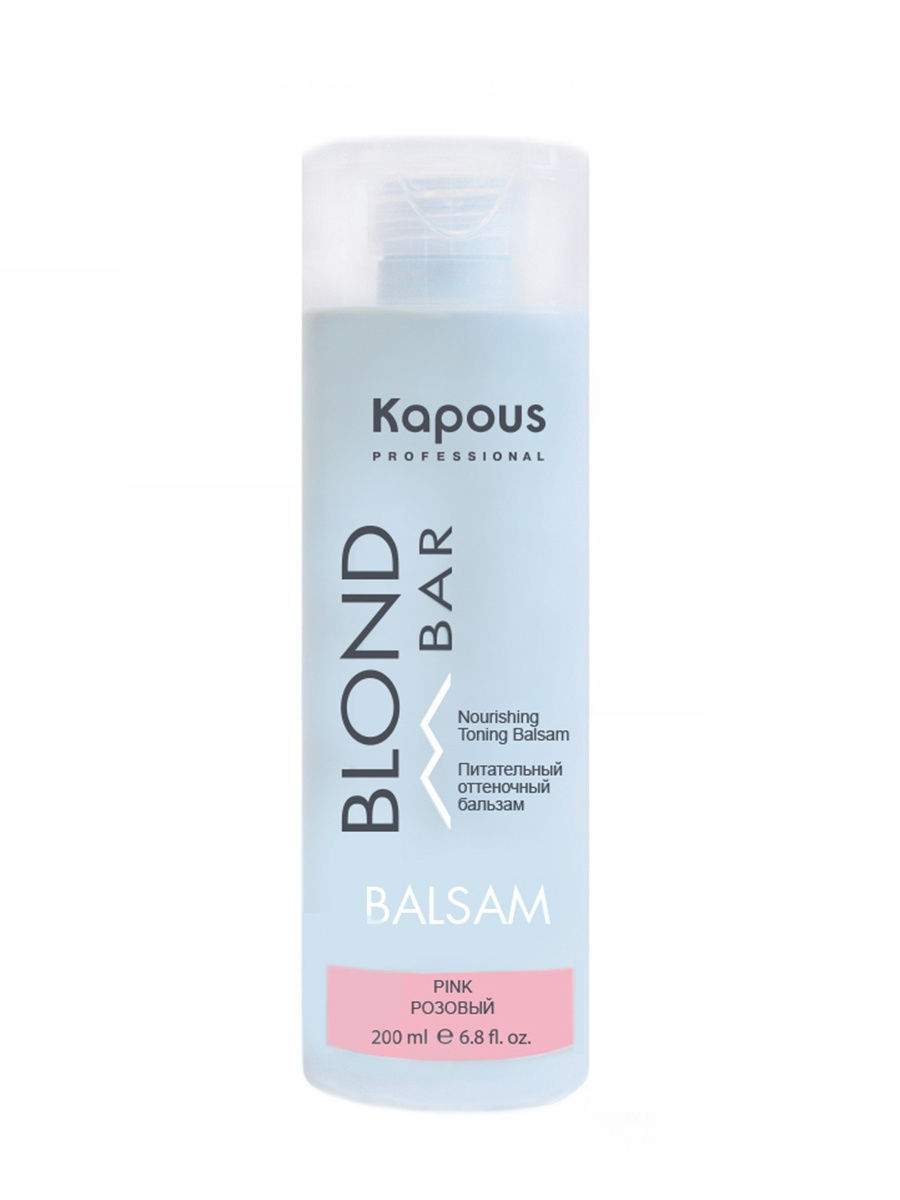 Kapous
PROFESSIONAL
BLOND
BAR
Nourishing
Toning Balsam
Питательный
оттеночный
бальзам
BALSAM
PINK
РОЗОВЫЙ
200 ml ℮ 6.8 fl. oz.